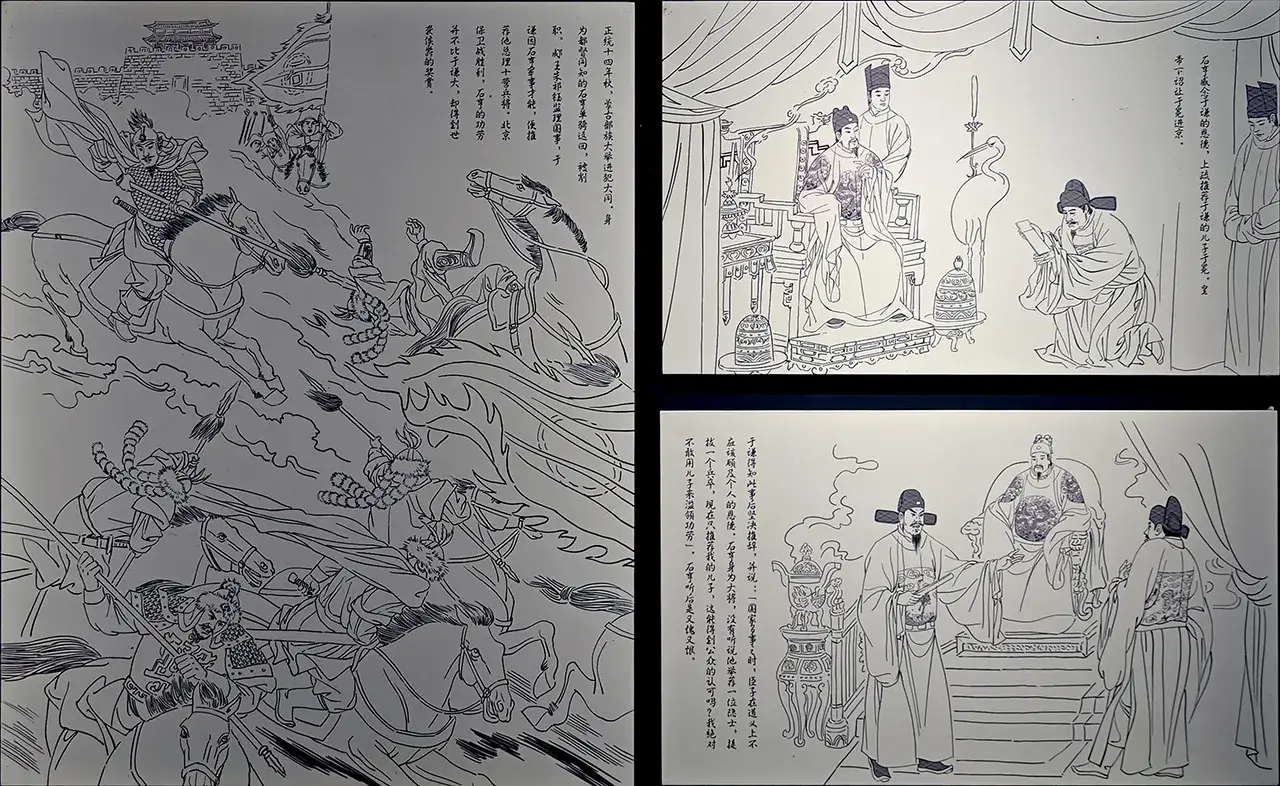 正统十四年秋，蒙古部族大举进犯大同。身
为都督同知的石亨单骑逃回，被削
职。郕王朱祁钰监理国事，于
谦因石亨军事才能，便推
荐他总理十营兵将。北京
保卫战胜利，石亨的功劳
并不比于谦大，却得到世
袭侯爵的奖赏。
石亨感念于谦的恩德，上疏推荐于谦的儿子于冕。皇
帝下诏让于冕进京。
于谦得知此事后坚决推辞，并说：“国家多事之时，臣子在道义上不
应该顾及个人的恩德。石亨身为大将，没有听说他举荐一位隐士，提
拔一个兵卒，现在只推荐我的儿子，这能得到公众的认可吗？我绝对
不敢用儿子来滥领功劳”。石亨听后是又愧又恨。